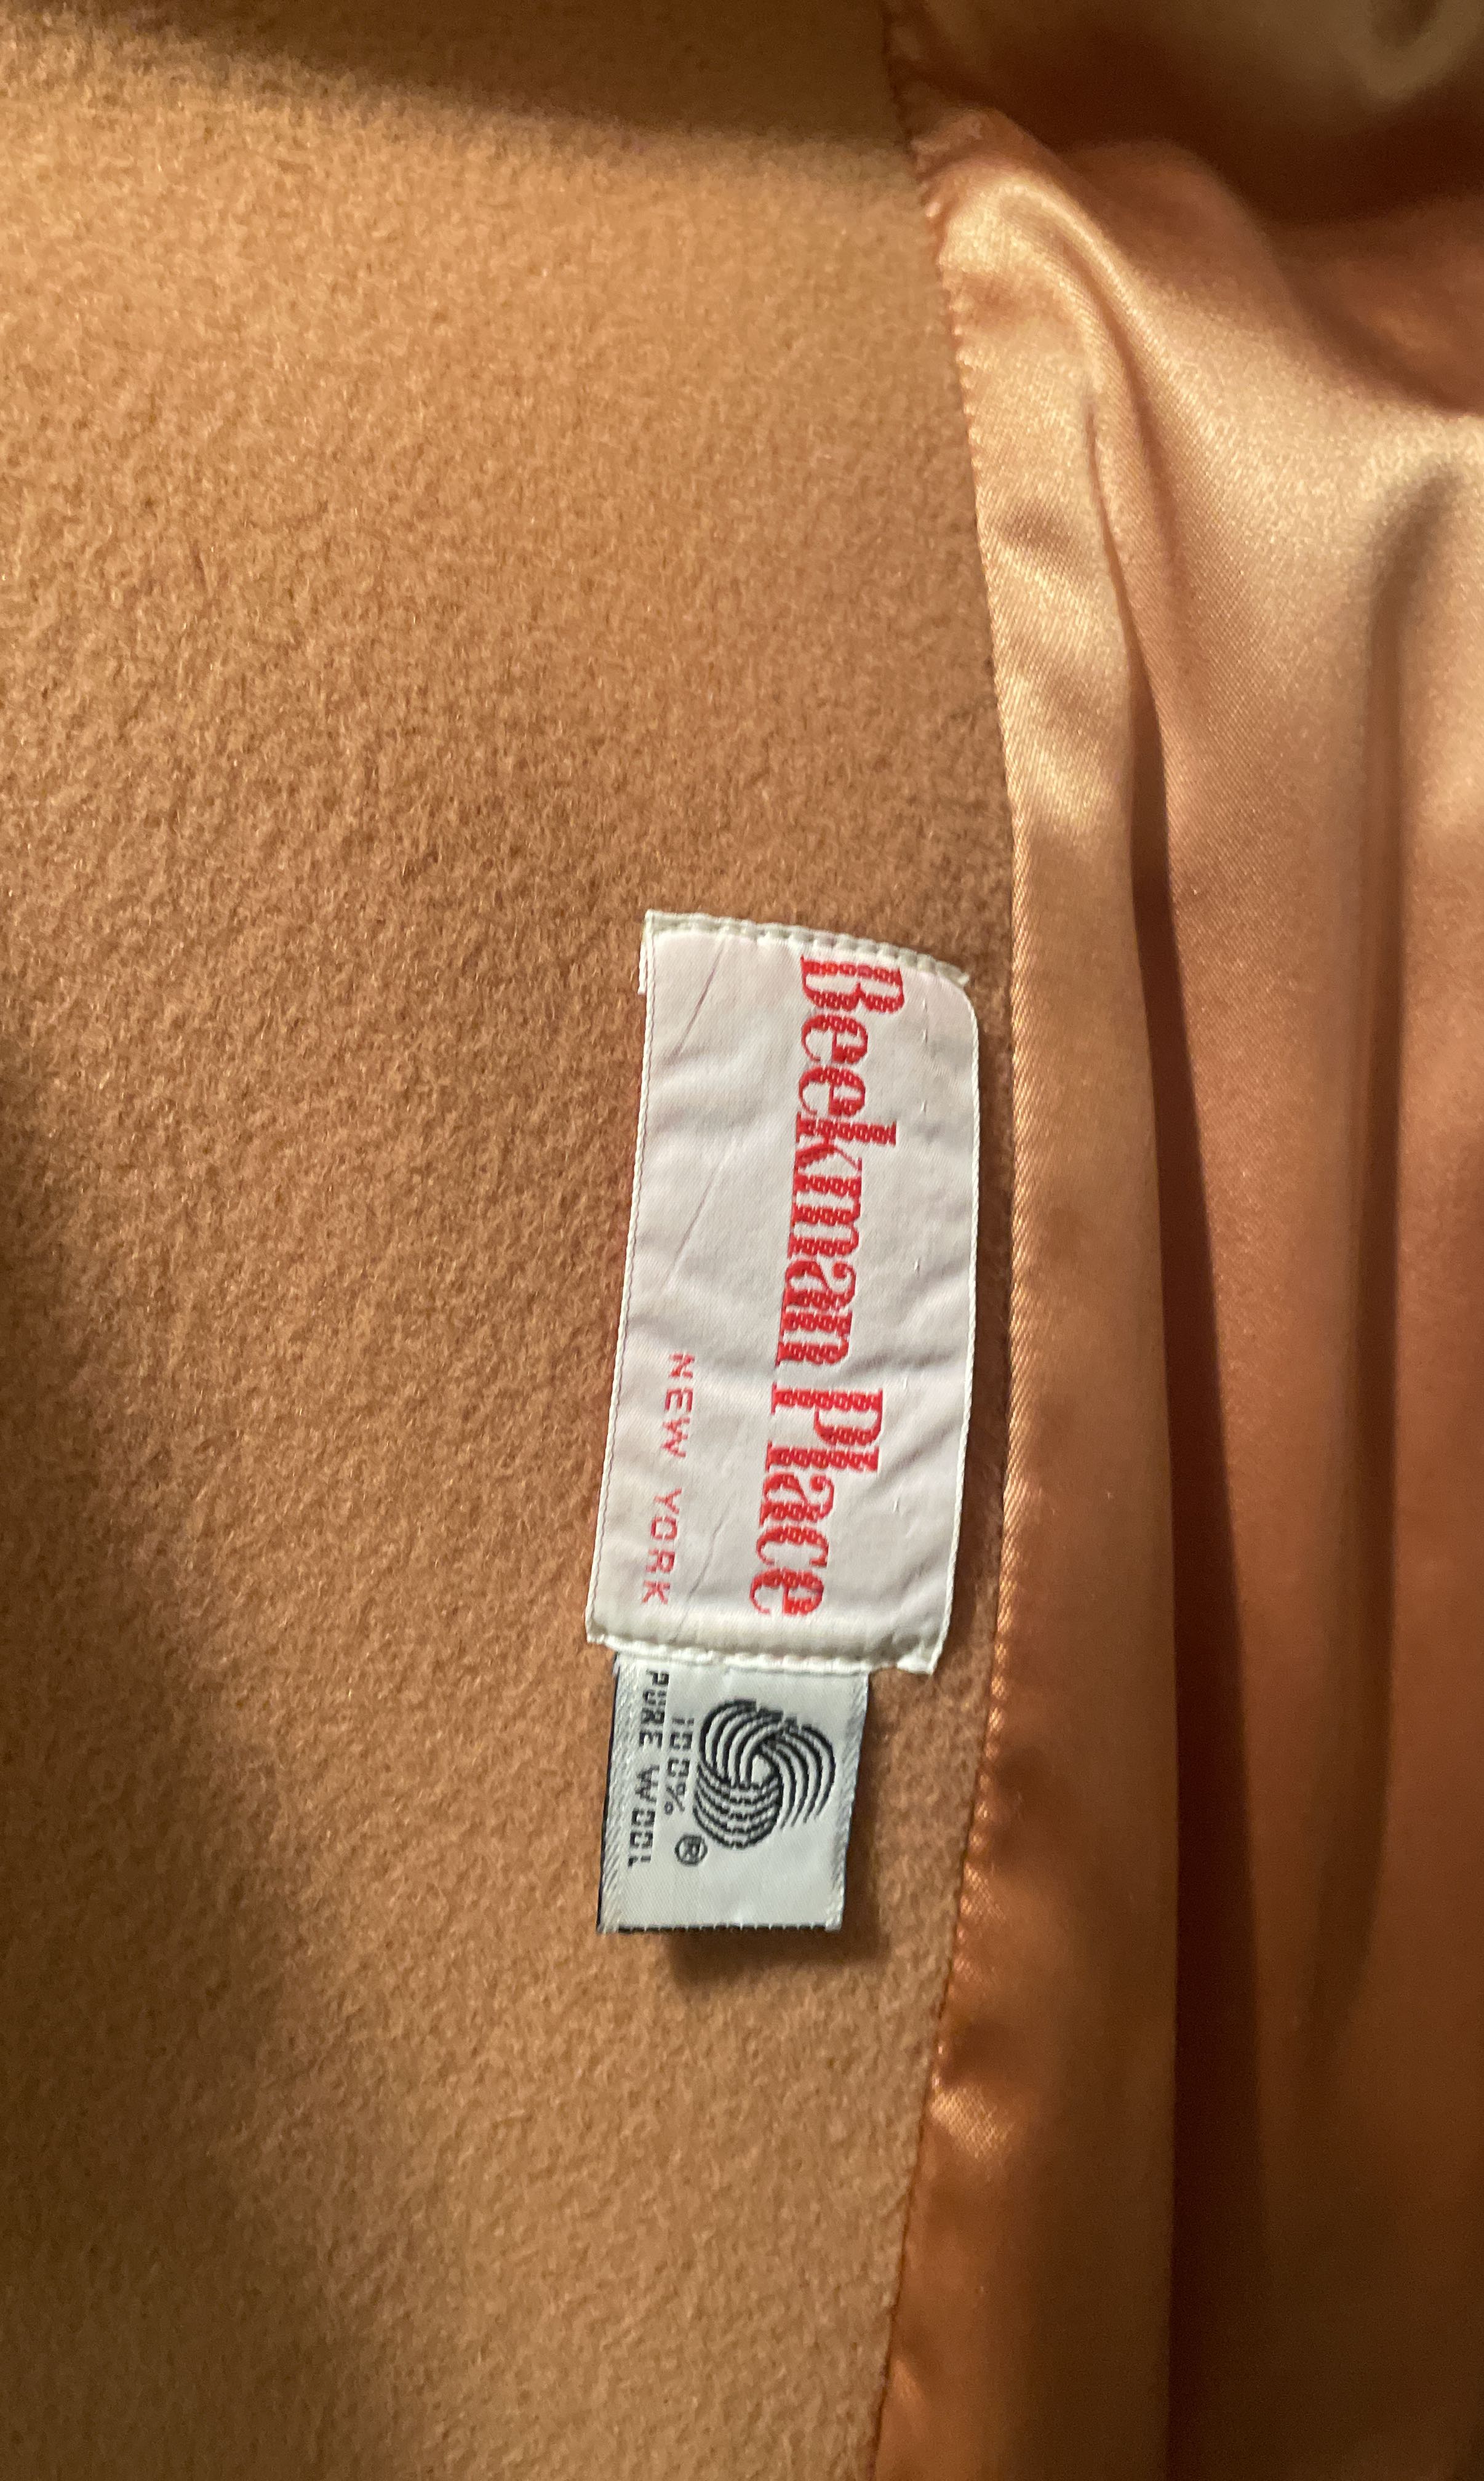 Beekman Place
NEW YORK
®
100%
PURE WOOL